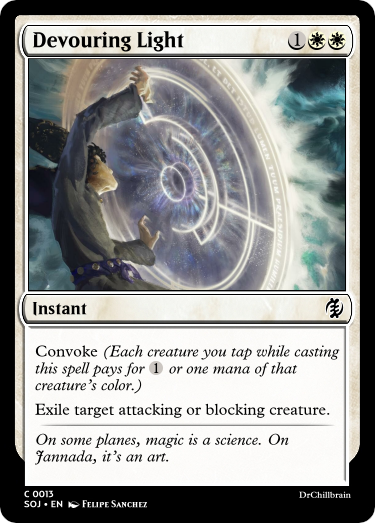 Devouring Light 1
Instant
Convoke (Each creature you tap while casting
this spell pays for 1 or one mana of that
creature's color.)
Exile target attacking or blocking creature.
On some planes, magic is a science. On
Jannada, it's an art.
C 0013
SOJ • EN Felipe Sanchez
DrChillbrain